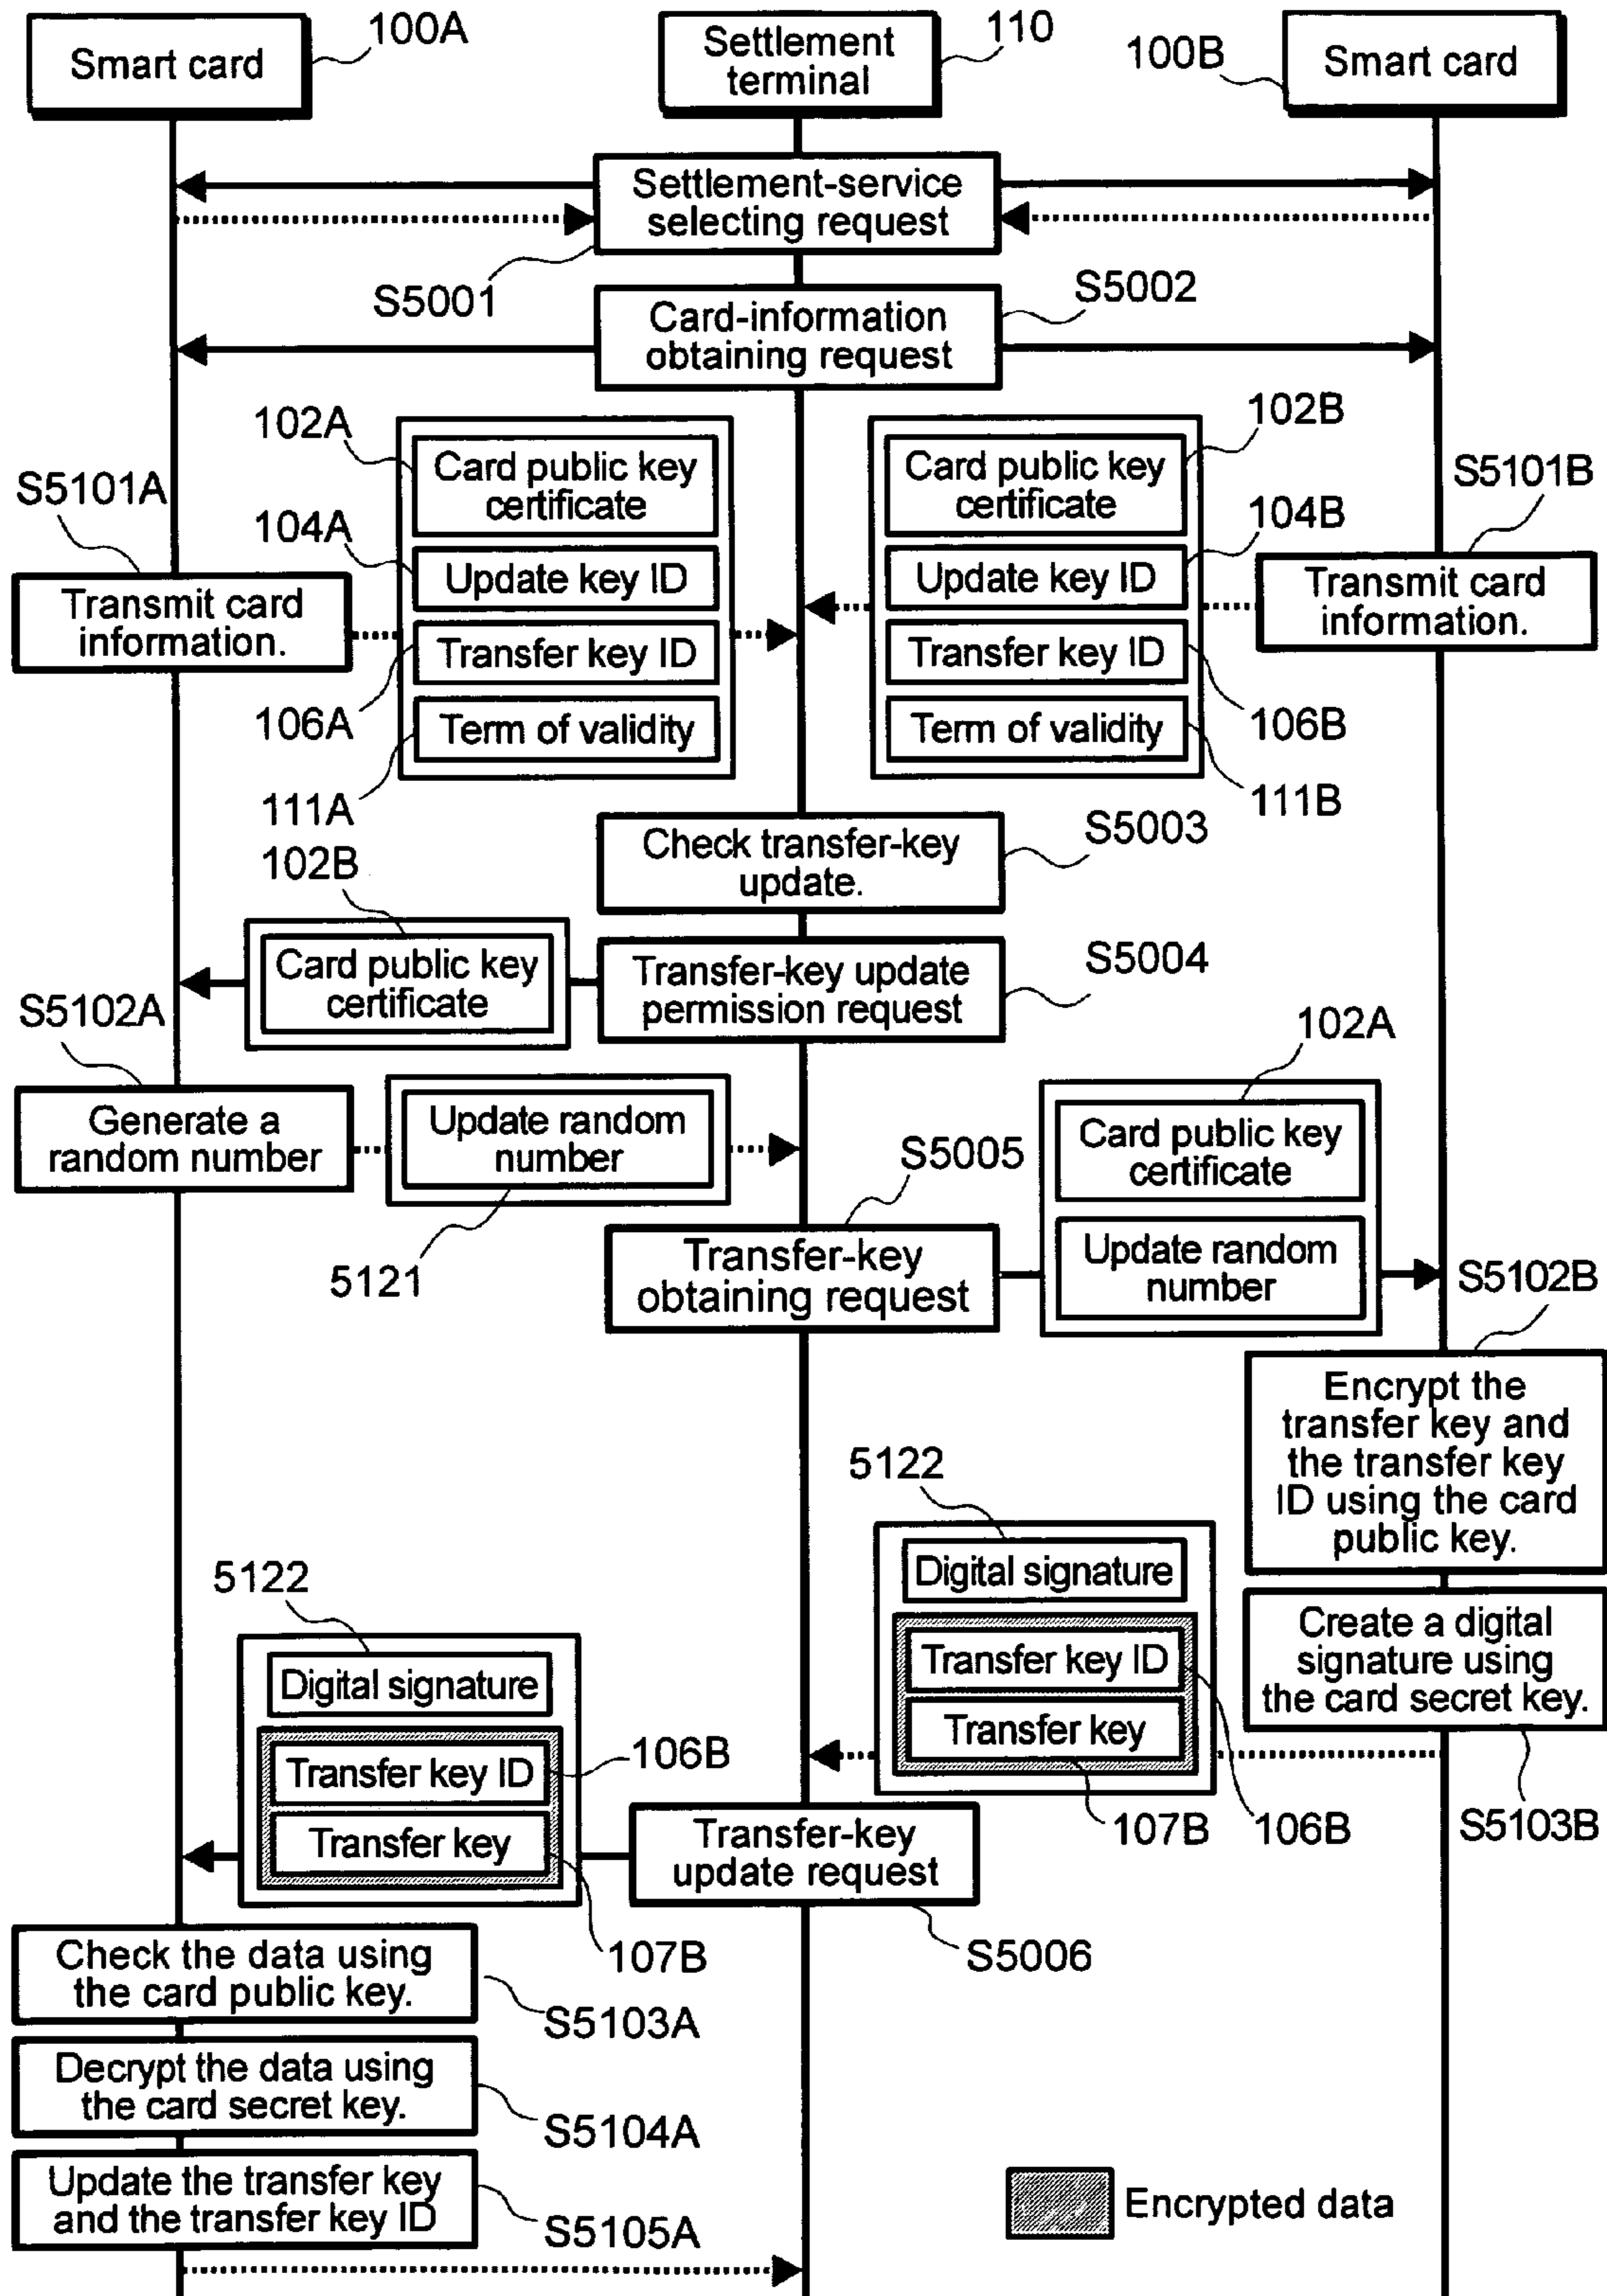 Smart card
100A
Settlement
terminal
110
100B
Smart card
Settlement-service
selecting request
S5001
Card-information
obtaining request
S5002
102A
Card public key
certificate
104A
Update key ID
Transfer key ID
106A
Term of validity
111A
S5101A
Transmit card
information.
102B
Card public key
certificate
104B
Update key ID
Transfer key ID
106B
Term of validity
111B
S5101B
Transmit card
information.
Check transfer-key
update.
S5003
102B
Card public key
certificate
Transfer-key update
permission request
S5004
S5102A
Generate a
random number
Update random
number
5121
102A
Card public key
certificate
Update random
number
S5005
Transfer-key
obtaining request
S5102B
Encrypt the
transfer key and
the transfer key
ID using the card
public key.
5122
Digital signature
Transfer key ID
Transfer key
107B
106B
Create a digital
signature using
the card secret key.
S5103B
5122
Digital signature
Transfer key ID
106B
Transfer key
107B
Transfer-key
update request
S5006
Check the data using
the card public key.
S5103A
Decrypt the data using
the card secret key.
S5104A
Update the transfer key
and the transfer key ID
S5105A
Encrypted data